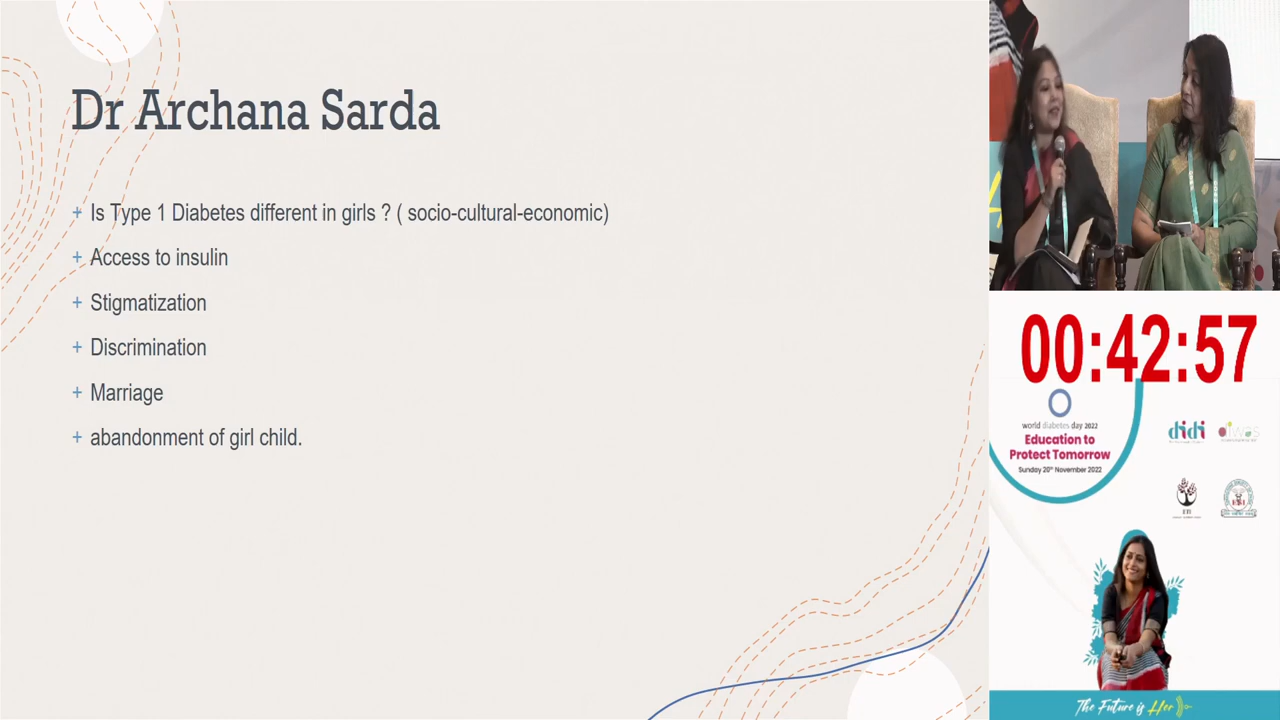 Dr Archana Sarda
+ Is Type 1 Diabetes different in girls ? ( socio-cultural-economic)
+ Access to insulin
+ Stigmatization
+ Discrimination
+ Marriage
+ abandonment of girl child.
00:42:57
world diabetes day 2022
Education to
Protect Tomorrow
Sunday 20th November 2022
didi
The Future is Her